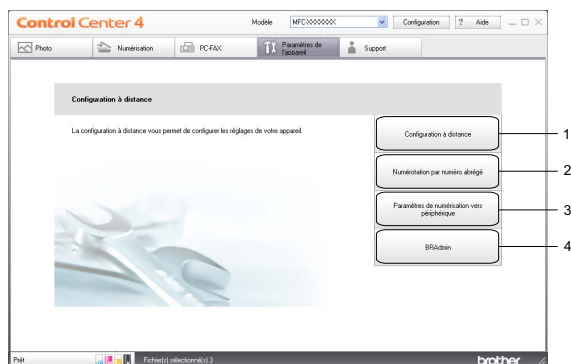 Control Center 4
Modèle MFC-XXXXXXX Configuration ? Aide
Photo Numérisation PC-FAX Paramètres de l'appareil Support
Configuration à distance
La configuration à distance vous permet de configurer les réglages de votre appareil.
Configuration à distance 1
Numérotation par numéro abrégé 2
Paramètres de numérisation vers périphérique 3
BRAdmin 4
Prêt Fichier(s) sélectionné(s) 3 brother